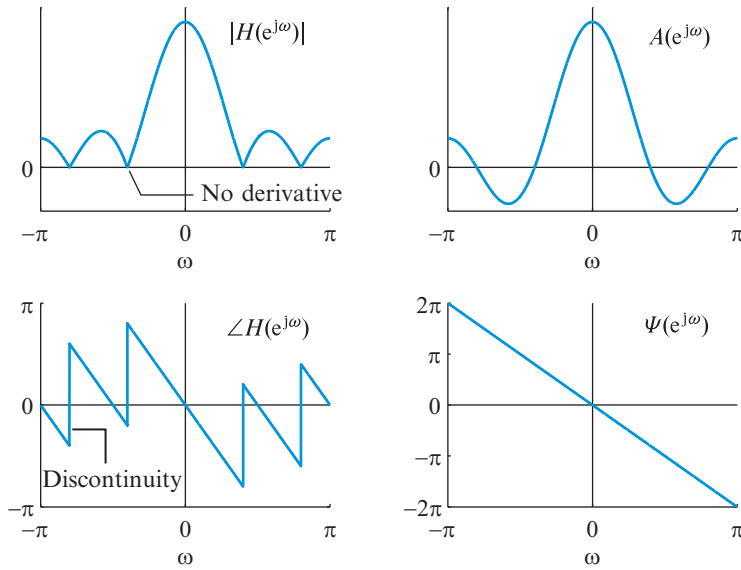 |H(e^jω)|
0
No derivative
−π 0 π
ω
A(e^jω)
0
−π 0 π
ω
π
∠H(e^jω)
0
Discontinuity
−π
−π 0 π
ω
2π
Ψ(e^jω)
π
0
−π
−2π
−π 0 π
ω